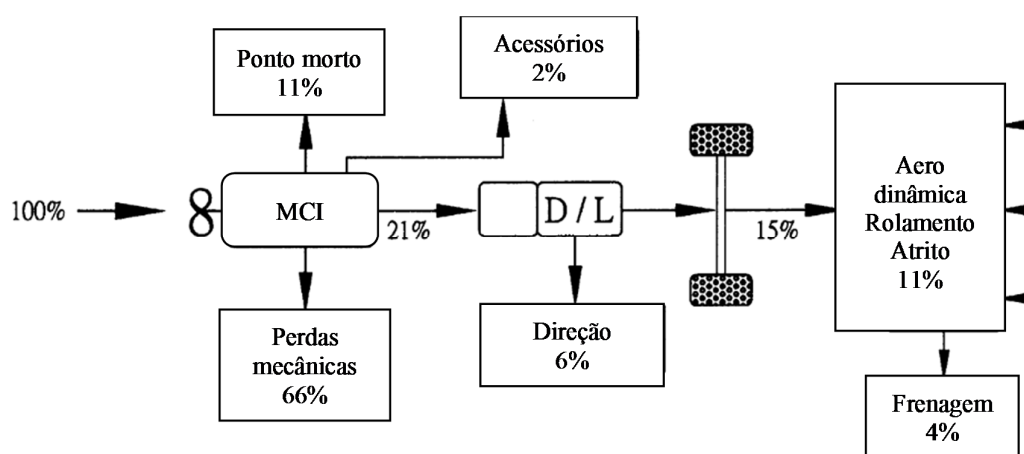 Ponto morto
11%
Acessórios
2%
100%
MCI
21%
D / L
15%
Aero
dinâmica
Rolamento
Atrito
11%
Perdas
mecânicas
66%
Direção
6%
Frenagem
4%